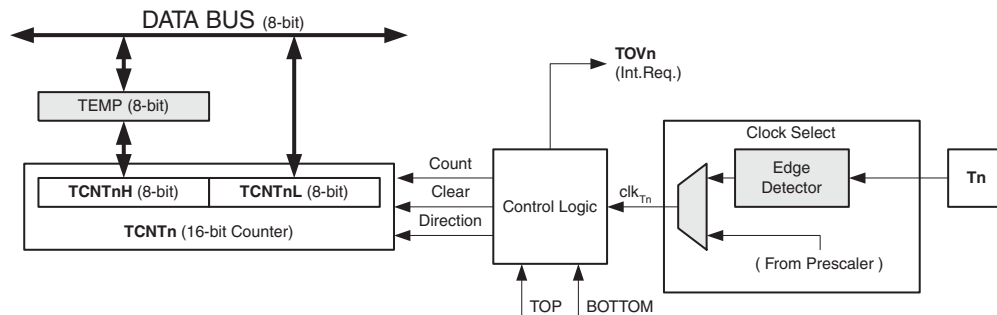 DATA BUS (8-bit)
TOVn
(Int.Req.)
TEMP (8-bit)
Clock Select
Count
Edge
Detector
Tn
TCNTnH (8-bit)
TCNTnL (8-bit)
Clear
Control Logic
clkTn
Direction
TCNTn (16-bit Counter)
( From Prescaler )
TOP
BOTTOM